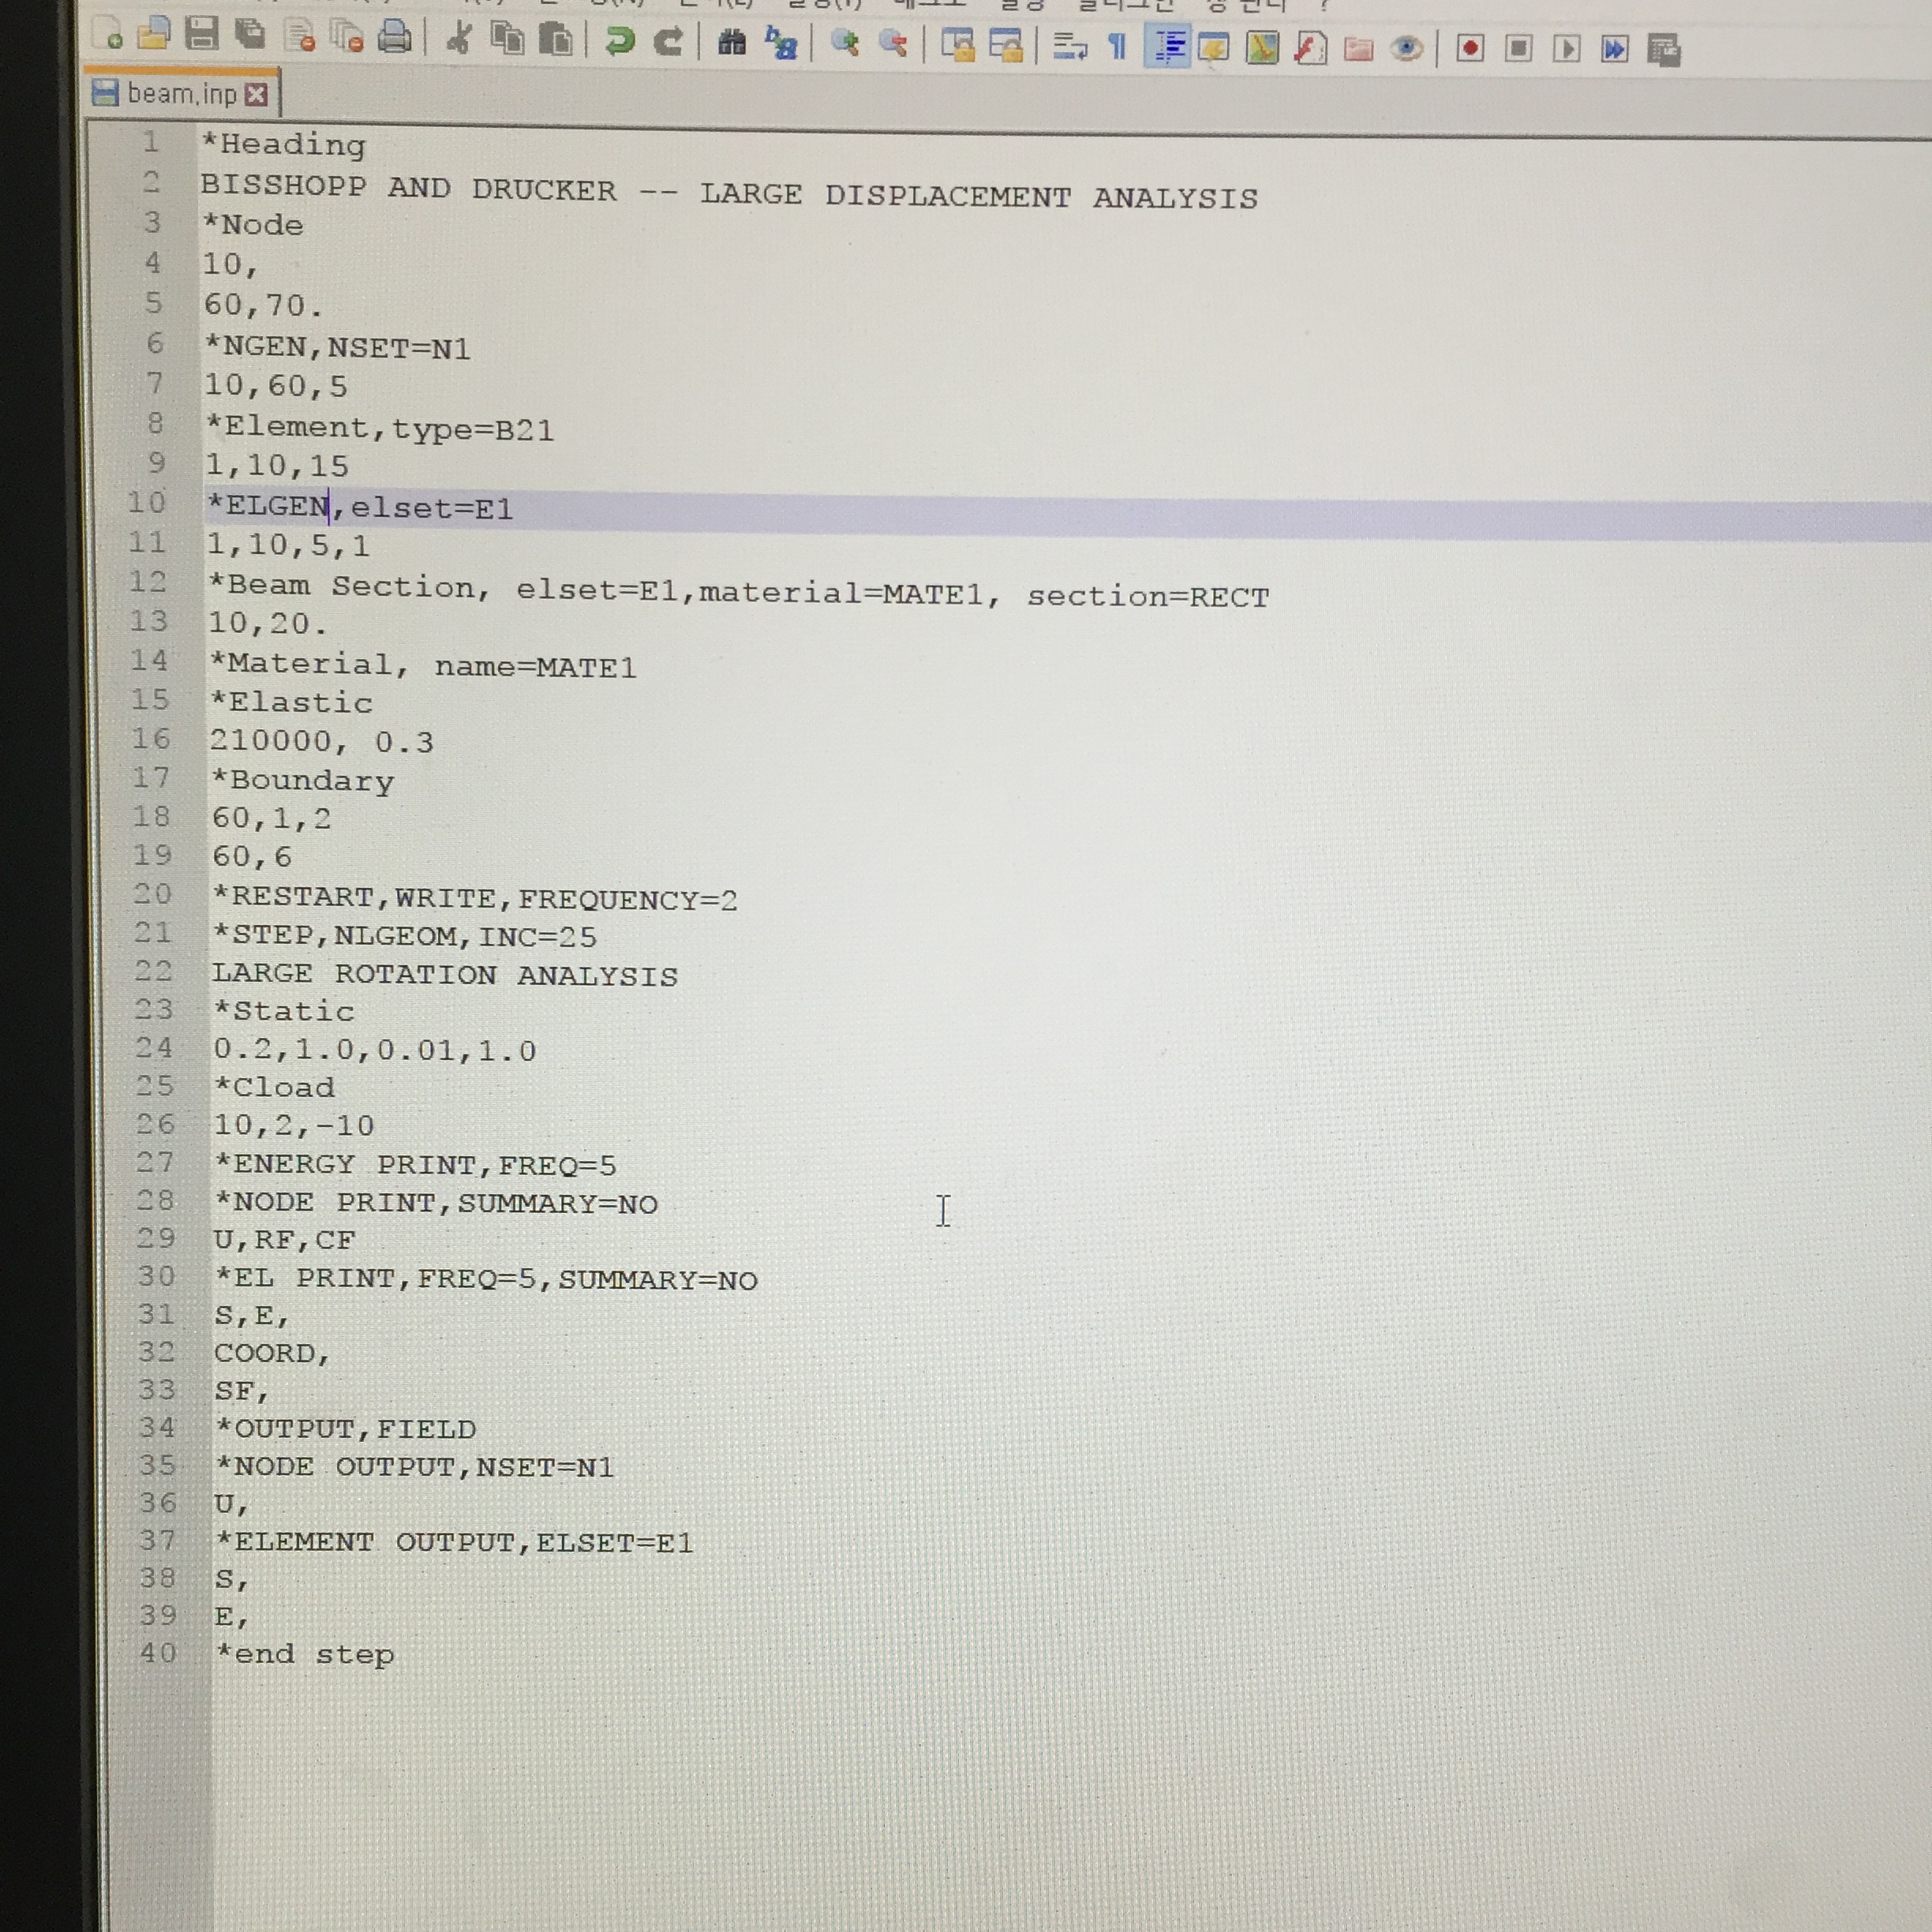 beam.inp
1 *Heading
2 BISSHOPP AND DRUCKER -- LARGE DISPLACEMENT ANALYSIS
3 *Node
4 10,
5 60,70.
6 *NGEN,NSET=N1
7 10,60,5
8 *Element,type=B21
9 1,10,15
10 *ELGEN,elset=E1
11 1,10,5,1
12 *Beam Section, elset=E1,material=MATE1, section=RECT
13 10,20.
14 *Material, name=MATE1
15 *Elastic
16 210000, 0.3
17 *Boundary
18 60,1,2
19 60,6
20 *RESTART,WRITE,FREQUENCY=2
21 *STEP,NLGEOM,INC=25
22 LARGE ROTATION ANALYSIS
23 *Static
24 0.2,1.0,0.01,1.0
25 *Cload
26 10,2,-10
27 *ENERGY PRINT,FREQ=5
28 *NODE PRINT,SUMMARY=NO
29 U,RF,CF
30 *EL PRINT,FREQ=5,SUMMARY=NO
31 S,E,
32 COORD,
33 SF,
34 *OUTPUT,FIELD
35 *NODE OUTPUT,NSET=N1
36 U,
37 *ELEMENT OUTPUT,ELSET=E1
38 S,
39 E,
40 *end step